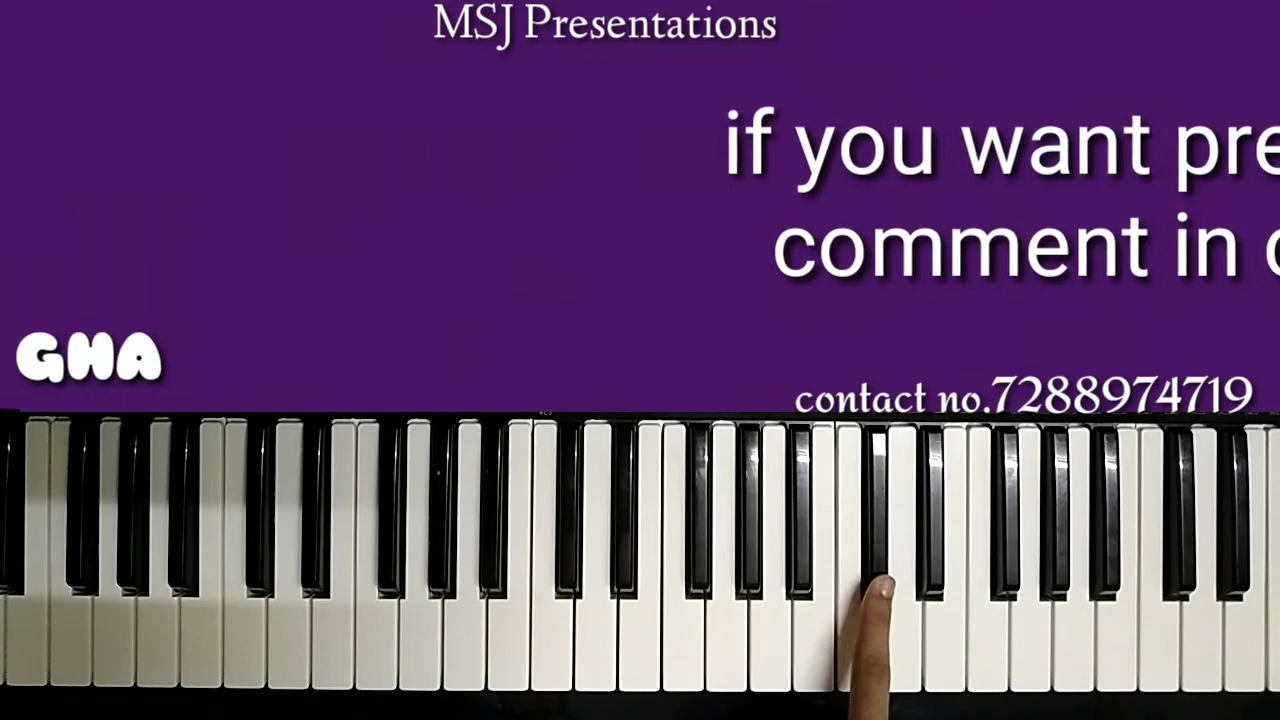 MSJ Presentations
if you want pre
comment in
GHA
contact no.7288974719